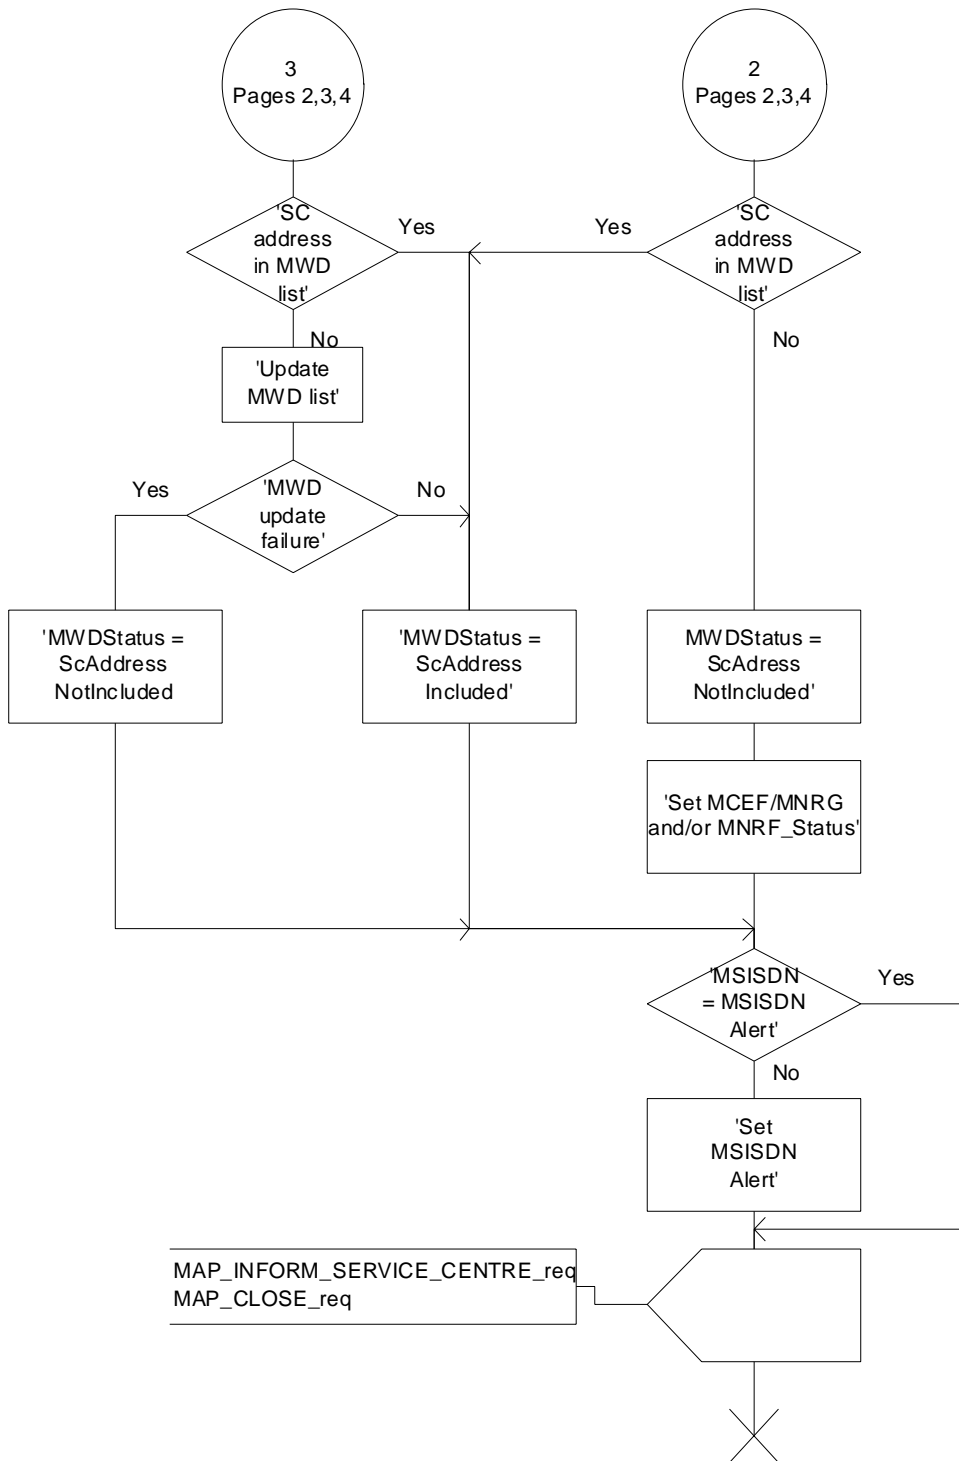 3
Pages 2,3,4
2
Pages 2,3,4
'SC
address
in MWD
list'
Yes
Yes
'SC
address
in MWD
list'
No
No
'Update
MWD list'
Yes
'MWD
update
failure'
No
'MWDStatus =
ScAddress
NotIncluded
'MWDStatus =
ScAddress
Included'
MWDStatus =
ScAdress
NotIncluded'
'Set MCEF/MNRG
and/or MNRF_Status'
'MSISDN
= MSISDN
Alert'
Yes
No
'Set
MSISDN
Alert'
MAP_INFORM_SERVICE_CENTRE_req
MAP_CLOSE_req